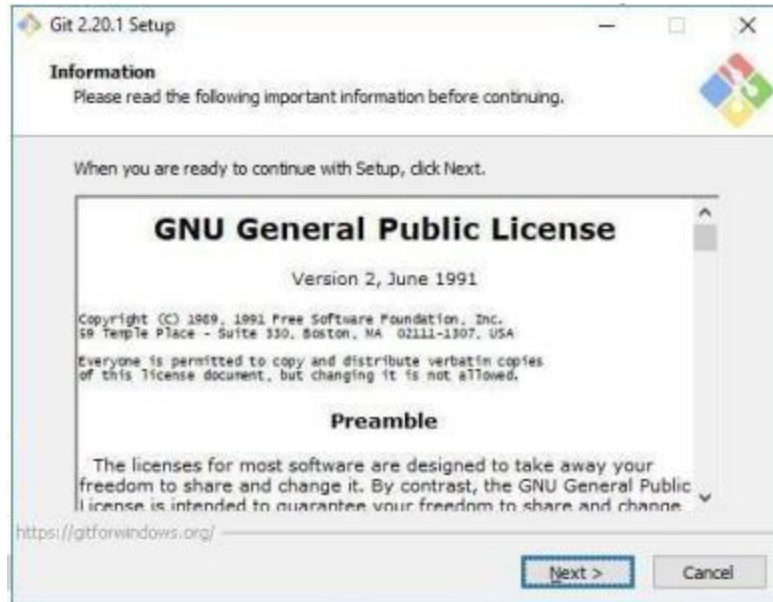 Git 2.20.1 Setup
Information
Please read the following important information before continuing.
When you are ready to continue with Setup, click Next.
GNU General Public License
Version 2, June 1991
Copyright (C) 1989, 1991 Free Software Foundation, Inc.
59 Temple Place - Suite 330, Boston, MA 02111-1307, USA
Everyone is permitted to copy and distribute verbatim copies
of this license document, but changing it is not allowed.
Preamble
The licenses for most software are designed to take away your
freedom to share and change it. By contrast, the GNU General Public
License is intended to guarantee your freedom to share and change
https://gitforwindows.org/
Next >
Cancel